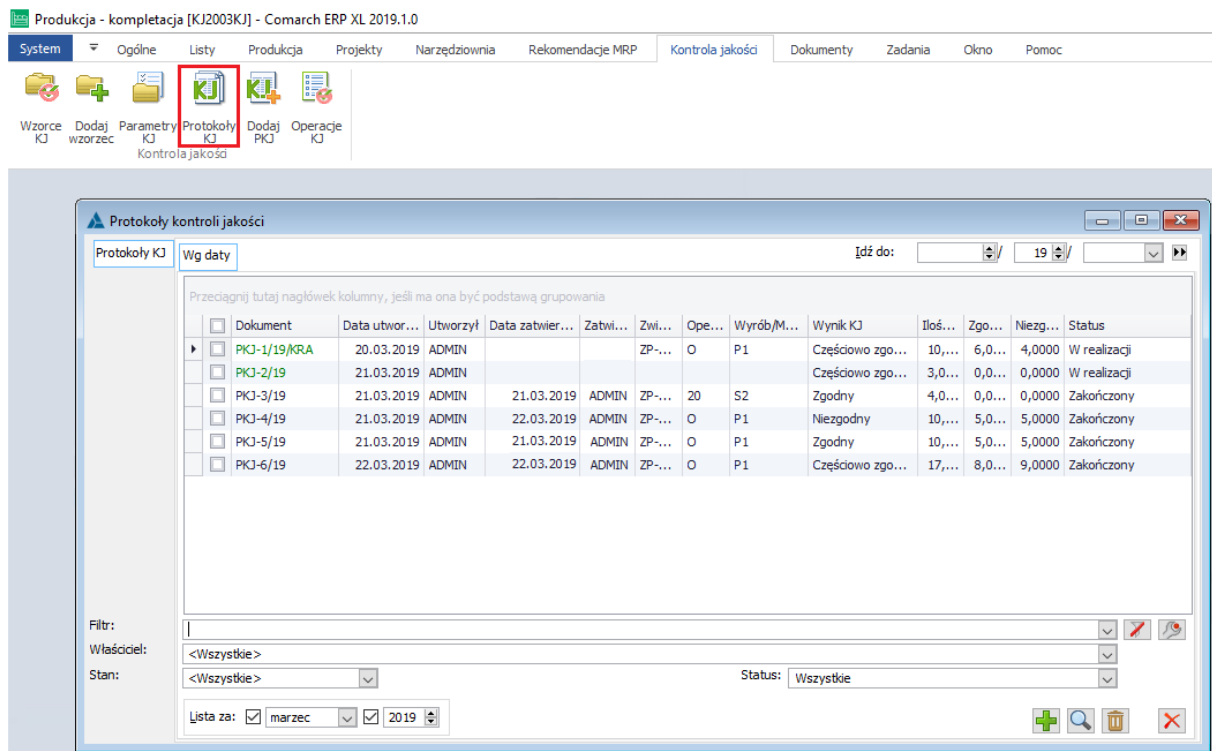 Produkcja - kompletacja [KJ2003KJ] - Comarch ERP XL 2019.1.0
System Ogólne Listy Produkcja Projekty Narzędziownia Rekomendacje MRP Kontrola jakości Dokumenty Zadania Okno Pomoc
Wzorce KJ Dodaj wzorzec Parametry KJ Protokoły KJ Dodaj PKJ Operacje KJ
Kontrola jakości
Protokoły kontroli jakości
Protokoły KJ Wg daty Idź do: / 19 /
Przeciągnij tutaj nagłówek kolumny, jeśli ma ona być podstawą grupowania
Dokument Data utwor... Utworzył Data zatwier... Zatwi... Zwi... Ope... Wyrób/M... Wynik KJ Iloś... Zgo... Niezg... Status
PKJ-1/19/KRA 20.03.2019 ADMIN ZP-... O P1 Częściowo zgo... 10,... 6,0... 4,0000 W realizacji
PKJ-2/19 21.03.2019 ADMIN Częściowo zgo... 3,0... 0,0... 0,0000 W realizacji
PKJ-3/19 21.03.2019 ADMIN 21.03.2019 ADMIN ZP-... 20 S2 Zgodny 4,0... 0,0... 0,0000 Zakończony
PKJ-4/19 21.03.2019 ADMIN 22.03.2019 ADMIN ZP-... O P1 Niezgodny 10,... 5,0... 5,0000 Zakończony
PKJ-5/19 21.03.2019 ADMIN 21.03.2019 ADMIN ZP-... O P1 Zgodny 10,... 5,0... 5,0000 Zakończony
PKJ-6/19 22.03.2019 ADMIN 22.03.2019 ADMIN ZP-... O P1 Częściowo zgo... 17,... 8,0... 9,0000 Zakończony
Filtr:
Właściciel: <Wszystkie>
Stan: <Wszystkie> Status: Wszystkie
Lista za: marzec 2019